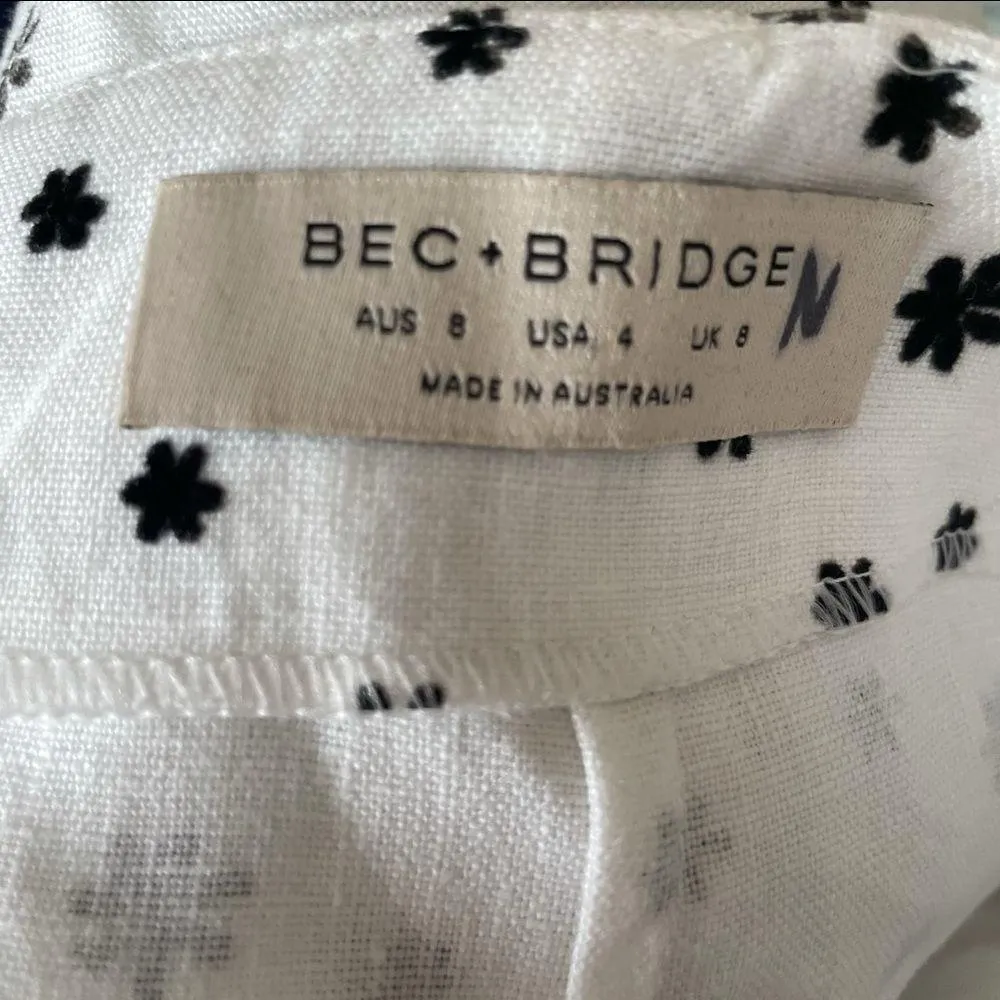 BEC+BRIDGE N
AUS 8 USA 4 UK 8
MADE IN AUSTRALIA